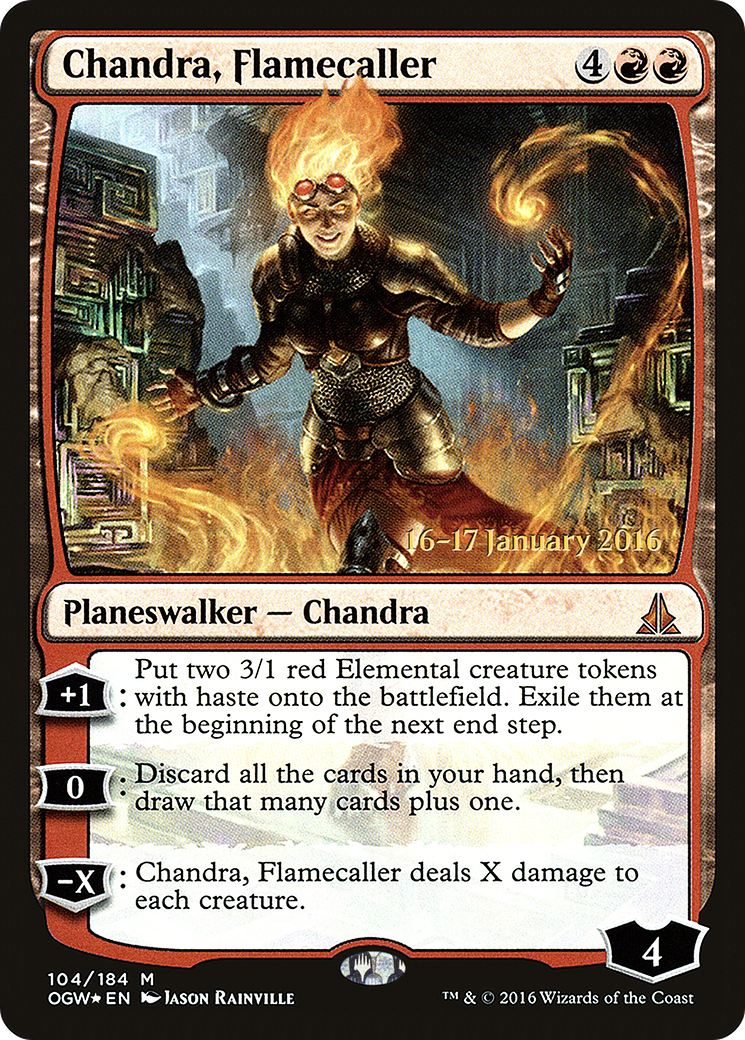 Chandra, Flamecaller 4
16–17 January 2016
Planeswalker — Chandra
+1 : Put two 3/1 red Elemental creature tokens
with haste onto the battlefield. Exile them at
the beginning of the next end step.
0 : Discard all the cards in your hand, then
draw that many cards plus one.
–X : Chandra, Flamecaller deals X damage to
each creature.
4
104/184 M
OGW★EN Jason Rainville
™ & © 2016 Wizards of the Coast